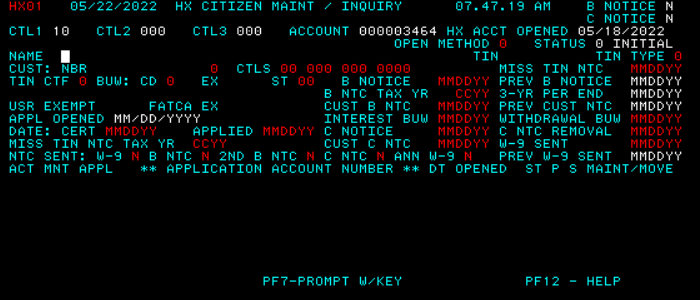 HX01 05/22/2022 HX CITIZEN MAINT / INQUIRY 07.47.19 AM B NOTICE N
C NOTICE N
CTL1 10 CTL2 000 CTL3 000 ACCOUNT 000003464 HX ACCT OPENED 05/18/2022
OPEN METHOD 0 STATUS 0 INITIAL
NAME TIN TIN TYPE 0
CUST: NBR 0 CTLS 00 000 000 0000 MISS TIN NTC MMDDYY
TIN CTF 0 BUW: CD 0 EX ST 00 B NOTICE MMDDYY PREV B NOTICE MMDDYY
B NTC TAX YR CCYY 3-YR PER END MMDDYY
USR EXEMPT FATCA EX CUST B NTC MMDDYY PREV CUST NTC MMDDYY
APPL OPENED MM/DD/YYYY INTEREST BUW MMDDYY WITHDRAWAL BUW MMDDYY
DATE: CERT MMDDYY APPLIED MMDDYY C NOTICE MMDDYY C NTC REMOVAL MMDDYY
MISS TIN NTC TAX YR CCYY CUST C NTC MMDDYY W-9 SENT MMDDYY
NTC SENT: W-9 N B NTC N 2ND B NTC N C NTC N ANN W-9 N PREV W-9 SENT MMDDYY
ACT MNT APPL ** APPLICATION ACCOUNT NUMBER ** DT OPENED ST P S MAINT/MOVE
PF7-PROMPT W/KEY PF12 - HELP